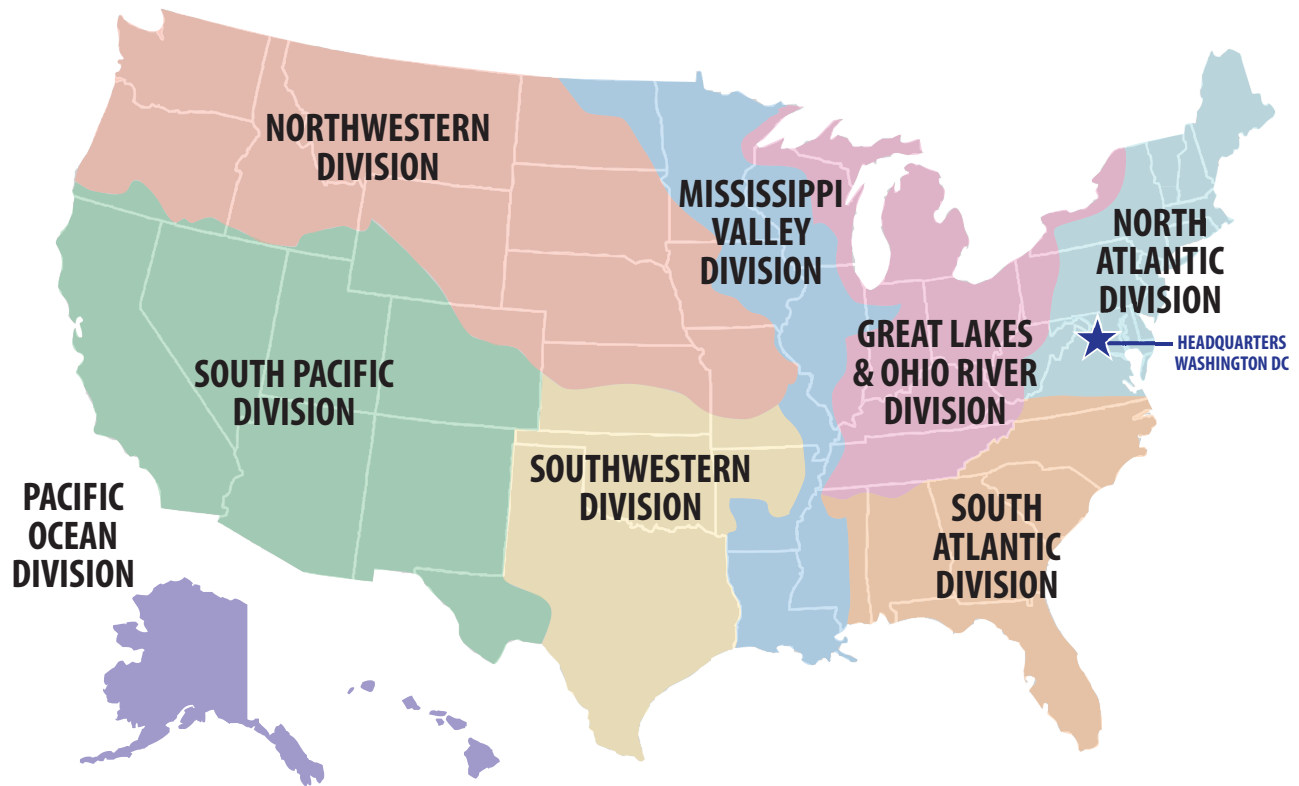 NORTHWESTERN
DIVISION
MISSISSIPPI
VALLEY
DIVISION
NORTH
ATLANTIC
DIVISION
HEADQUARTERS
WASHINGTON DC
GREAT LAKES
& OHIO RIVER
DIVISION
SOUTH PACIFIC
DIVISION
SOUTHWESTERN
DIVISION
PACIFIC
OCEAN
DIVISION
SOUTH
ATLANTIC
DIVISION